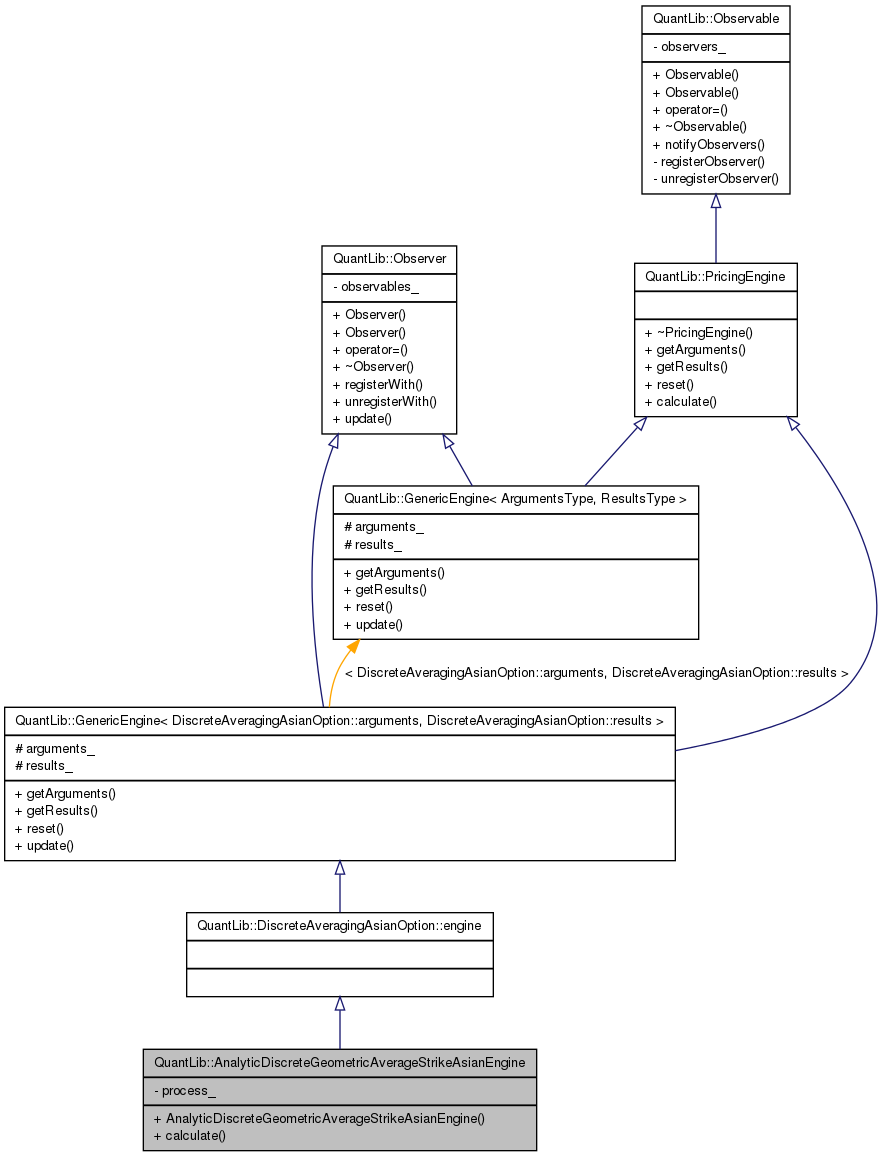 QuantLib::Observable
- observers_
+ Observable()
+ Observable()
+ operator=()
+ ~Observable()
+ notifyObservers()
- registerObserver()
- unregisterObserver()
QuantLib::Observer
- observables_
+ Observer()
+ Observer()
+ operator=()
+ ~Observer()
+ registerWith()
+ unregisterWith()
+ update()
QuantLib::PricingEngine
+ ~PricingEngine()
+ getArguments()
+ getResults()
+ reset()
+ calculate()
QuantLib::GenericEngine< ArgumentsType, ResultsType >
# arguments_
# results_
+ getArguments()
+ getResults()
+ reset()
+ update()
< DiscreteAveragingAsianOption::arguments, DiscreteAveragingAsianOption::results >
QuantLib::GenericEngine< DiscreteAveragingAsianOption::arguments, DiscreteAveragingAsianOption::results >
# arguments_
# results_
+ getArguments()
+ getResults()
+ reset()
+ update()
QuantLib::DiscreteAveragingAsianOption::engine
QuantLib::AnalyticDiscreteGeometricAverageStrikeAsianEngine
- process_
+ AnalyticDiscreteGeometricAverageStrikeAsianEngine()
+ calculate()